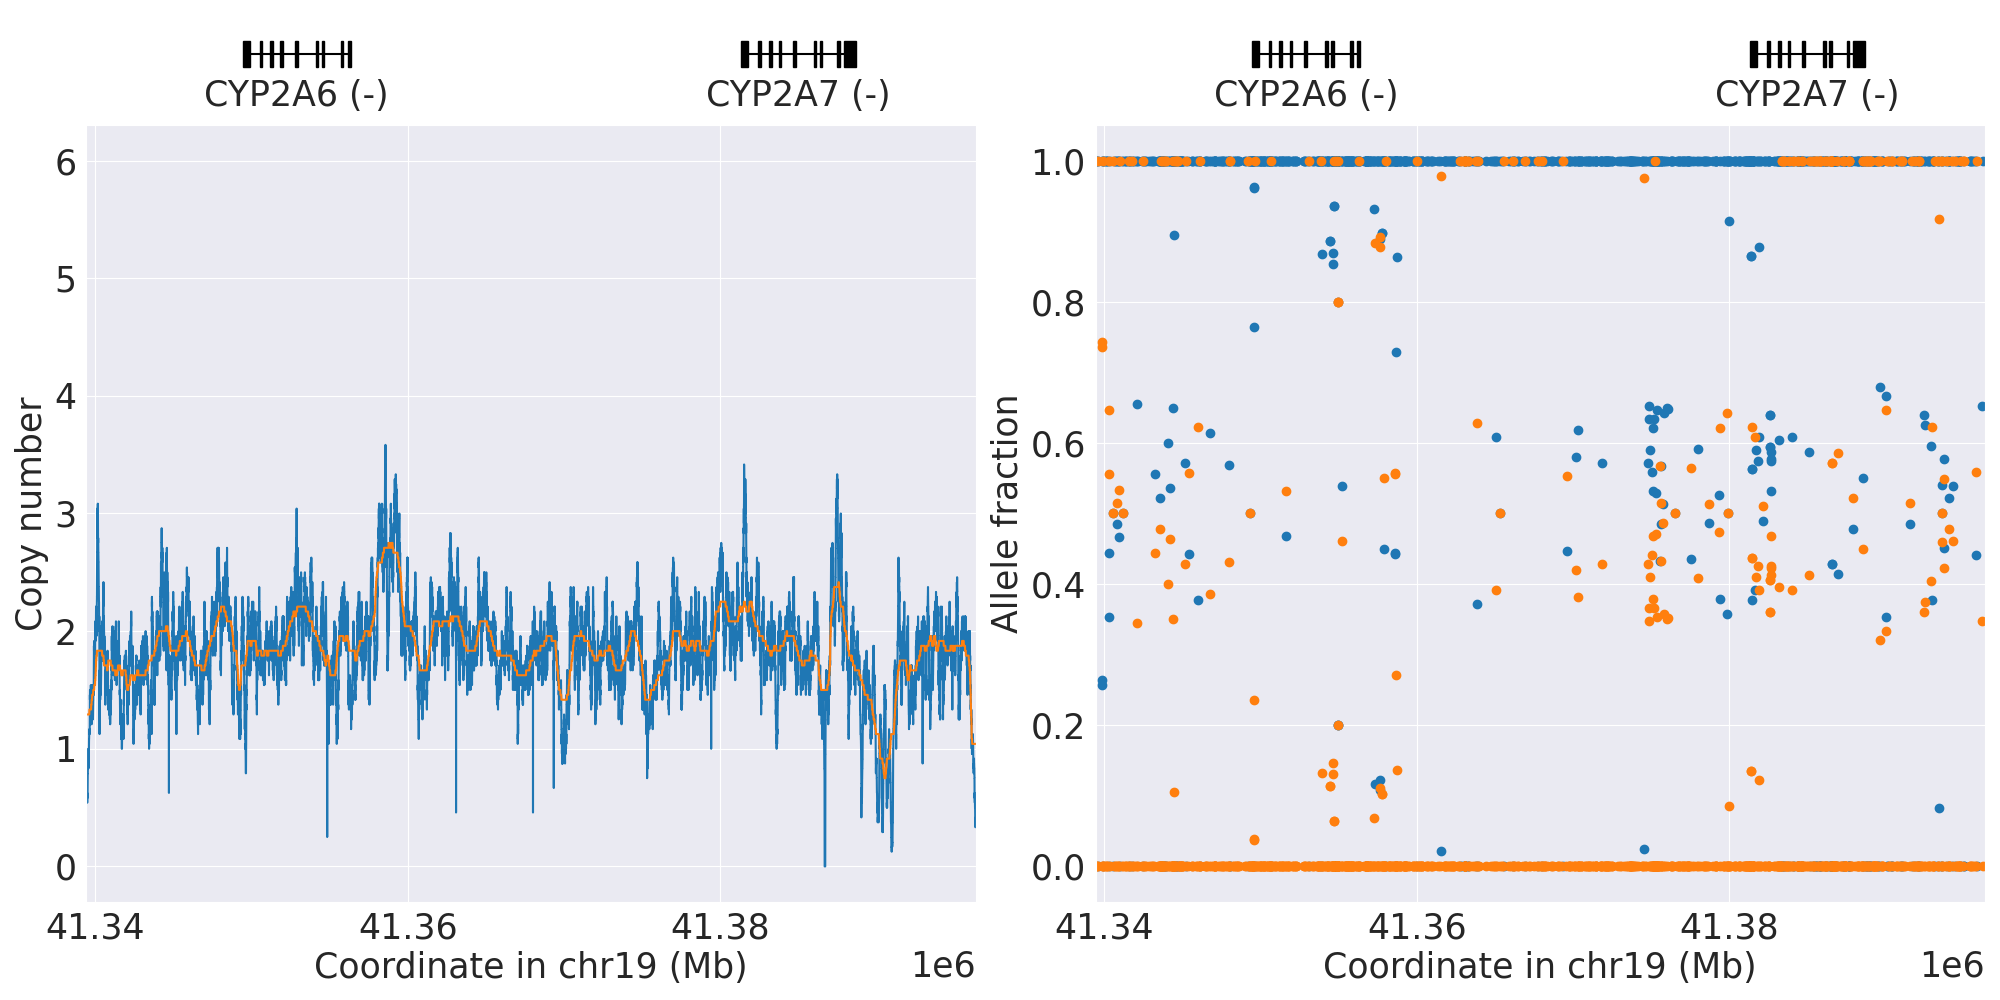 CYP2A6 (-)
CYP2A7 (-)
Copy number
6
5
4
3
2
1
0
41.34
41.36
41.38
Coordinate in chr19 (Mb)
1e6
CYP2A6 (-)
CYP2A7 (-)
Allele fraction
1.0
0.8
0.6
0.4
0.2
0.0
41.34
41.36
41.38
Coordinate in chr19 (Mb)
1e6